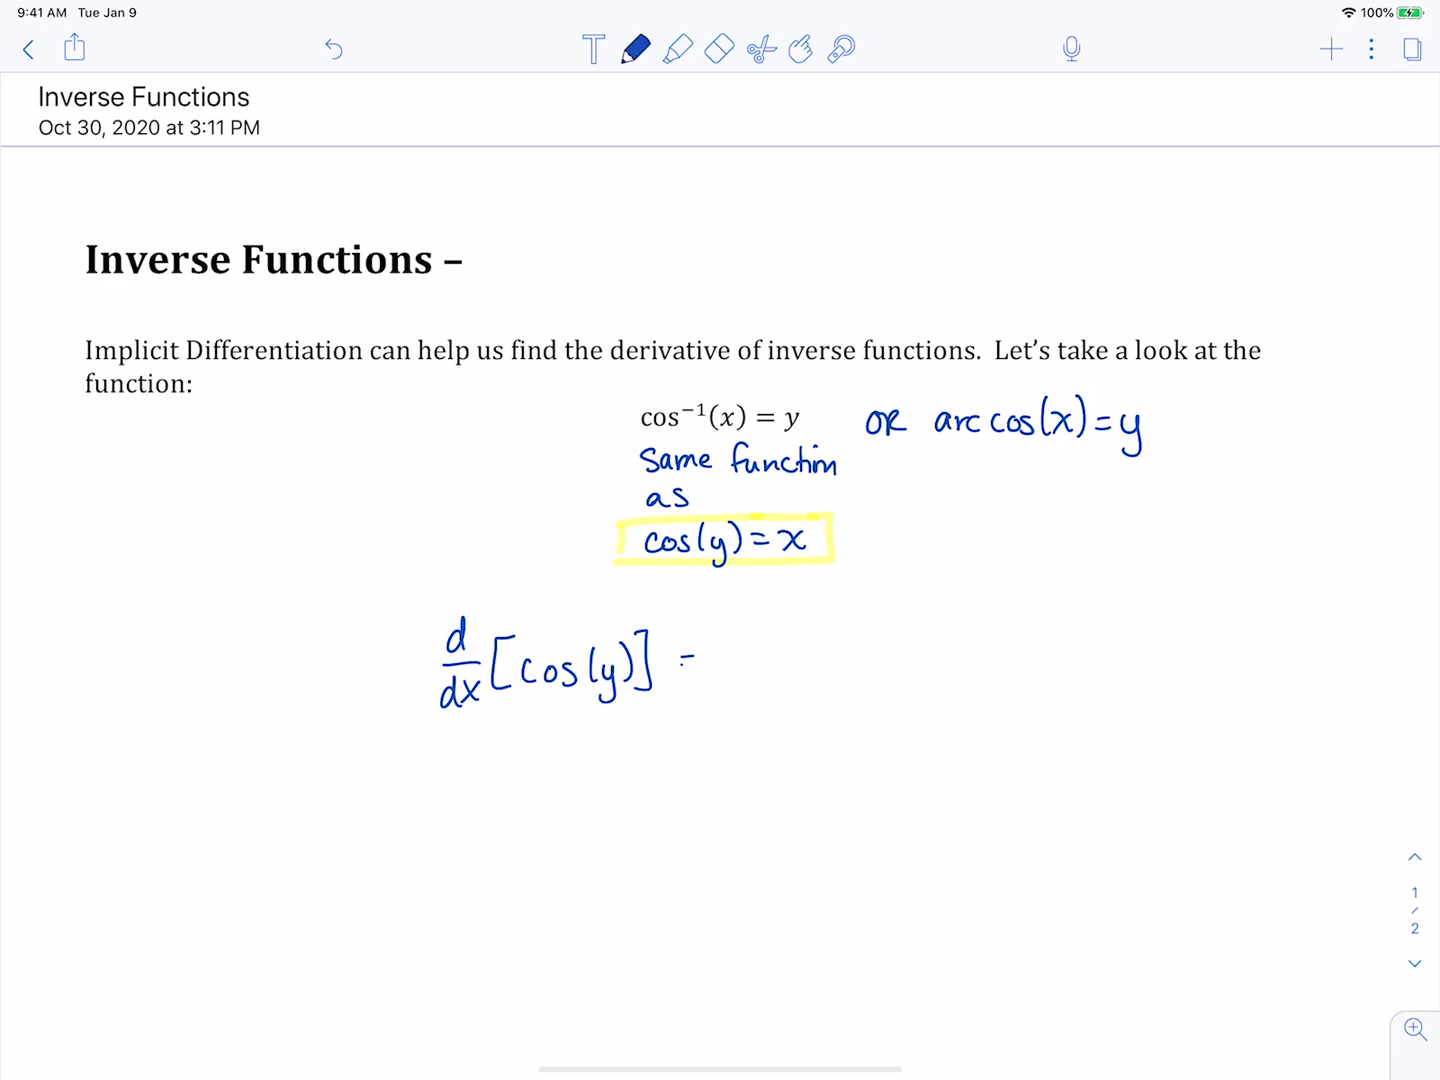 9:41 AM Tue Jan 9 100%
Inverse Functions
Oct 30, 2020 at 3:11 PM
Inverse Functions –
Implicit Differentiation can help us find the derivative of inverse functions. Let's take a look at the
function:
cos⁻¹(x) = y or arccos(x) = y
Same function
as
cos(y) = x
d/dx [cos(y)] =
1
/
2